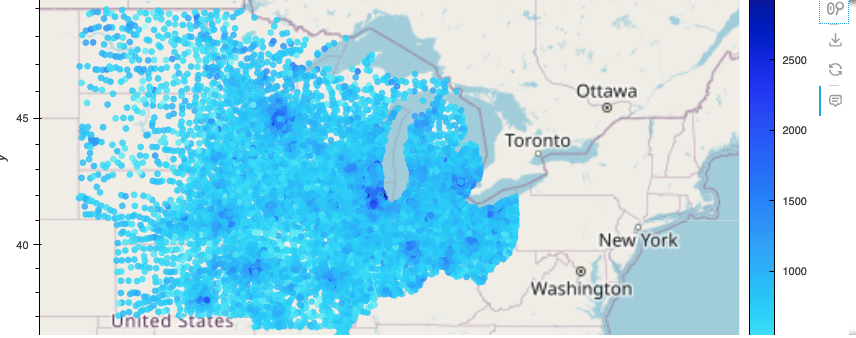 Ottawa
Toronto
New York
Washington
United States
45
40
y
2500
2000
1500
1000